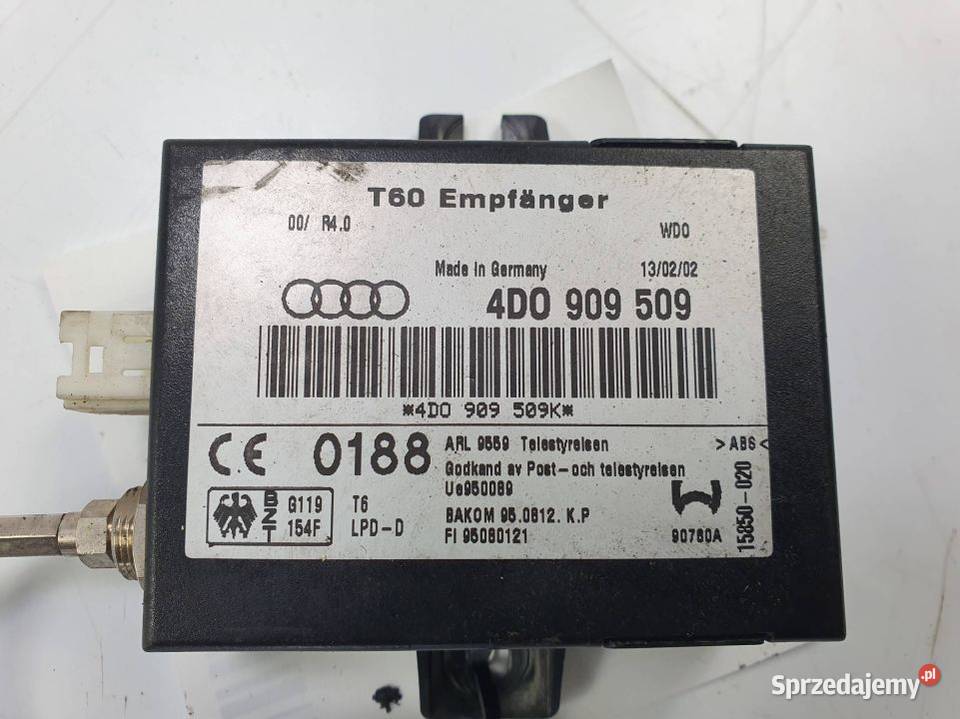 T60 Empfänger
00/ R4.0 WDO
Made in Germany 13/02/02
4D0 909 509
*4D0 909 509K*
CE 0188
ARL 9559 Telestyrelsen
>ABS<
Godkand av Post-och telestyrelsen
Ue950089
BZT G119 154F
T6
LPD-D
BAKOM 95.0612. K.P
FI 95080121
90760A
15850-020
Sprzedajemy.pl